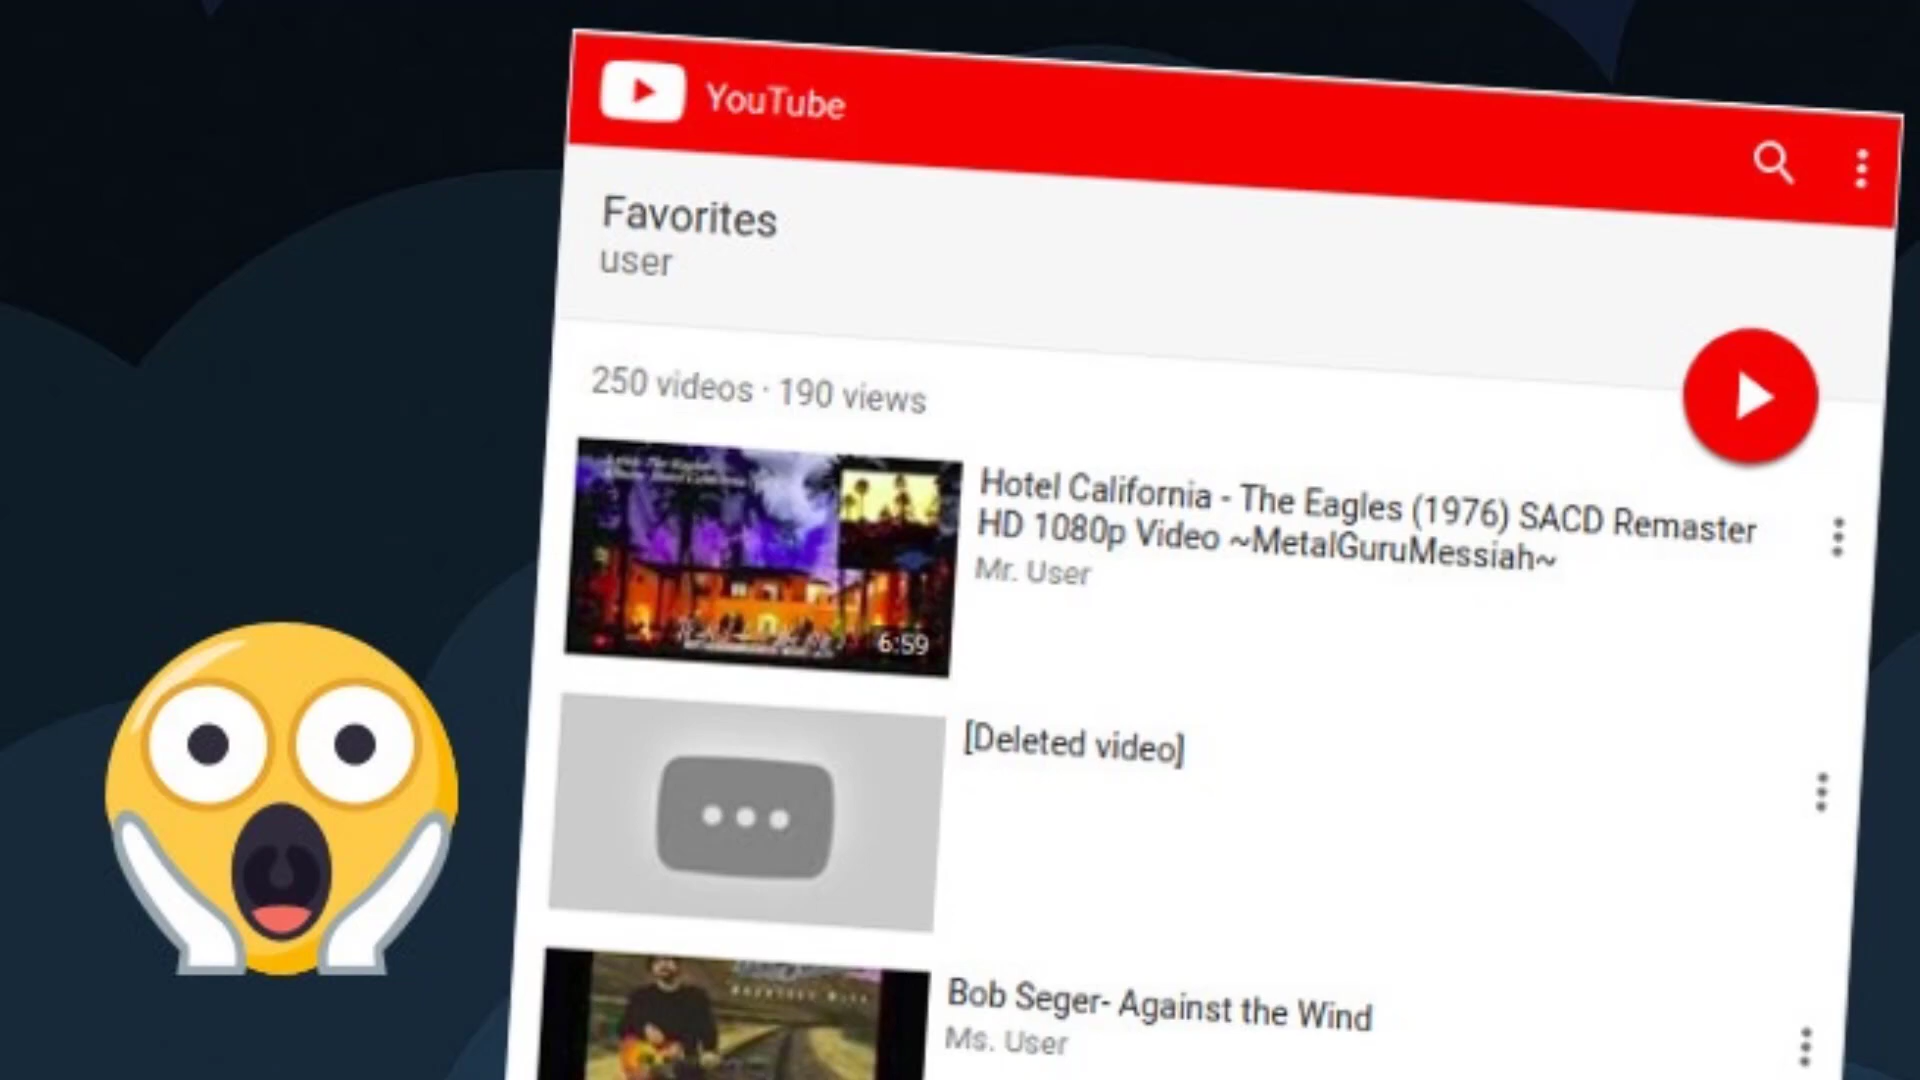 YouTube
Favorites
user
250 videos · 190 views
Hotel California - The Eagles (1976) SACD Remaster
HD 1080p Video ~MetalGuruMessiah~
Mr. User
6:59
[Deleted video]
Bob Seger- Against the Wind
Ms. User